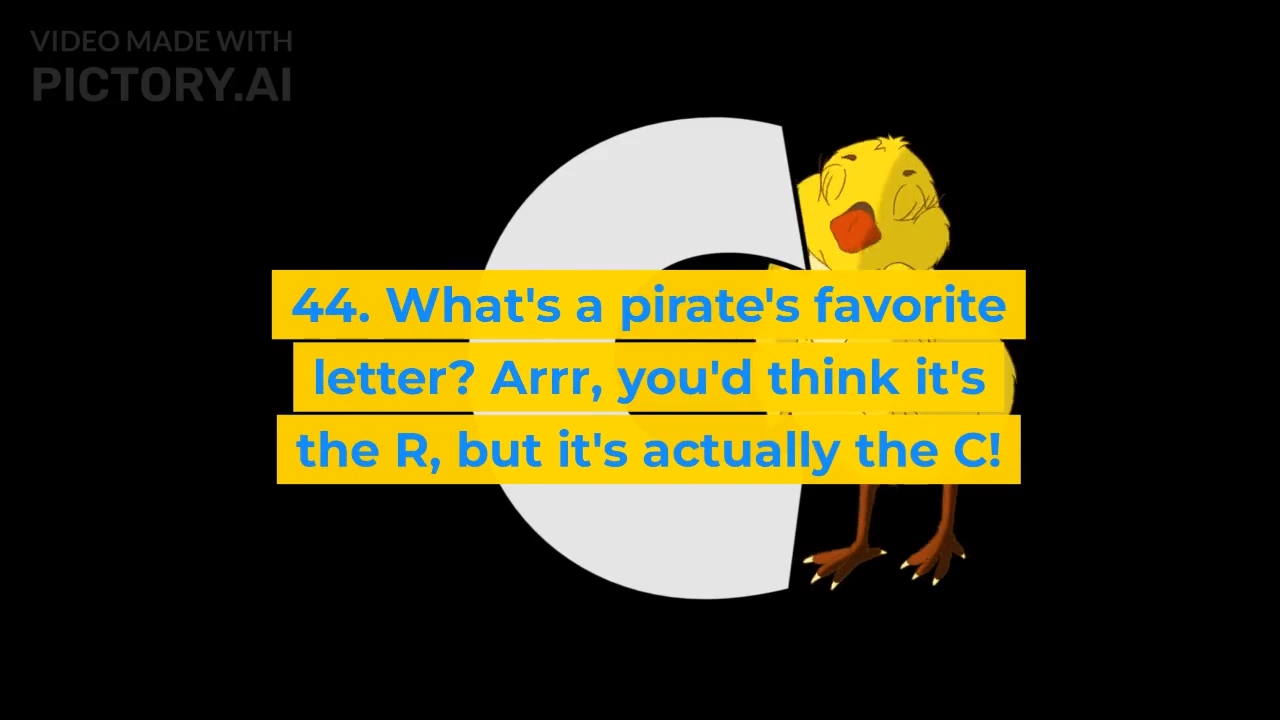 VIDEO MADE WITH
PICTORY.AI
44. What's a pirate's favorite
letter? Arrr, you'd think it's
the R, but it's actually the C!